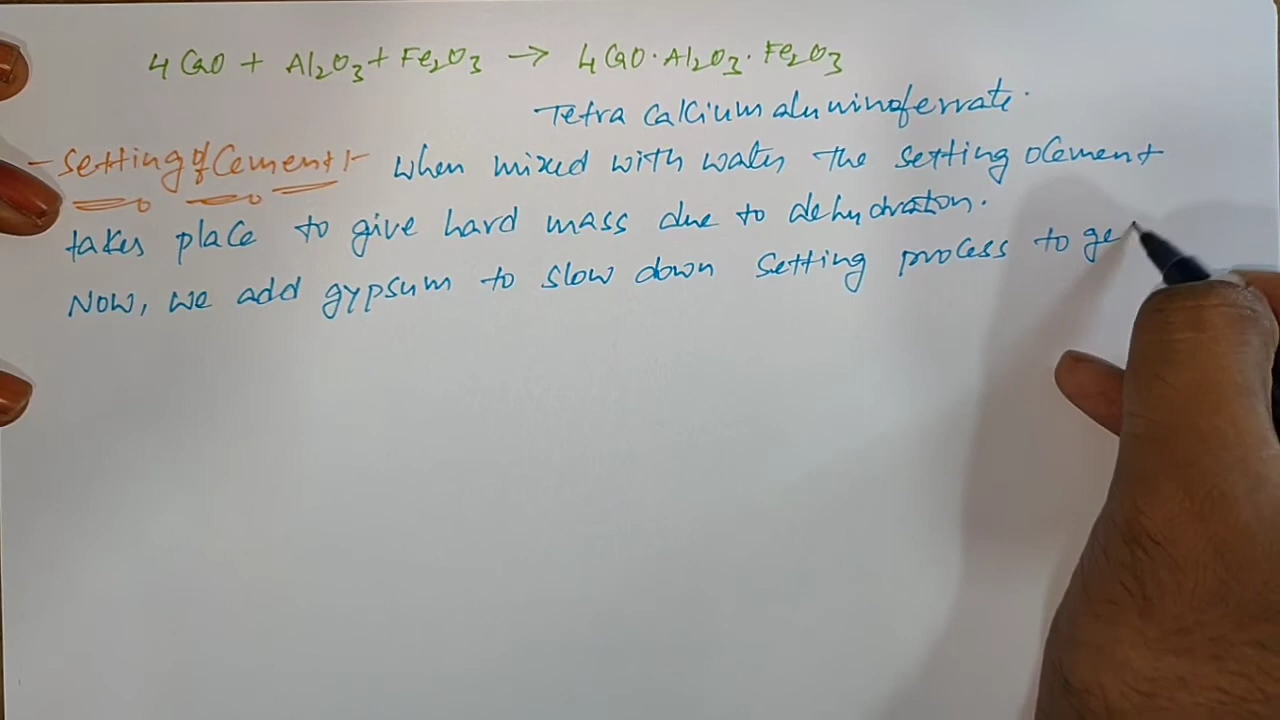 4CaO + Al₂O₃ + Fe₂O₃ → 4CaO·Al₂O₃·Fe₂O₃
Tetra calcium aluminoferrate.
- Setting of Cement :- when mixed with water the setting of cement
takes place to give hard mass due to dehydration.
Now, we add gypsum to slow down setting process to ge